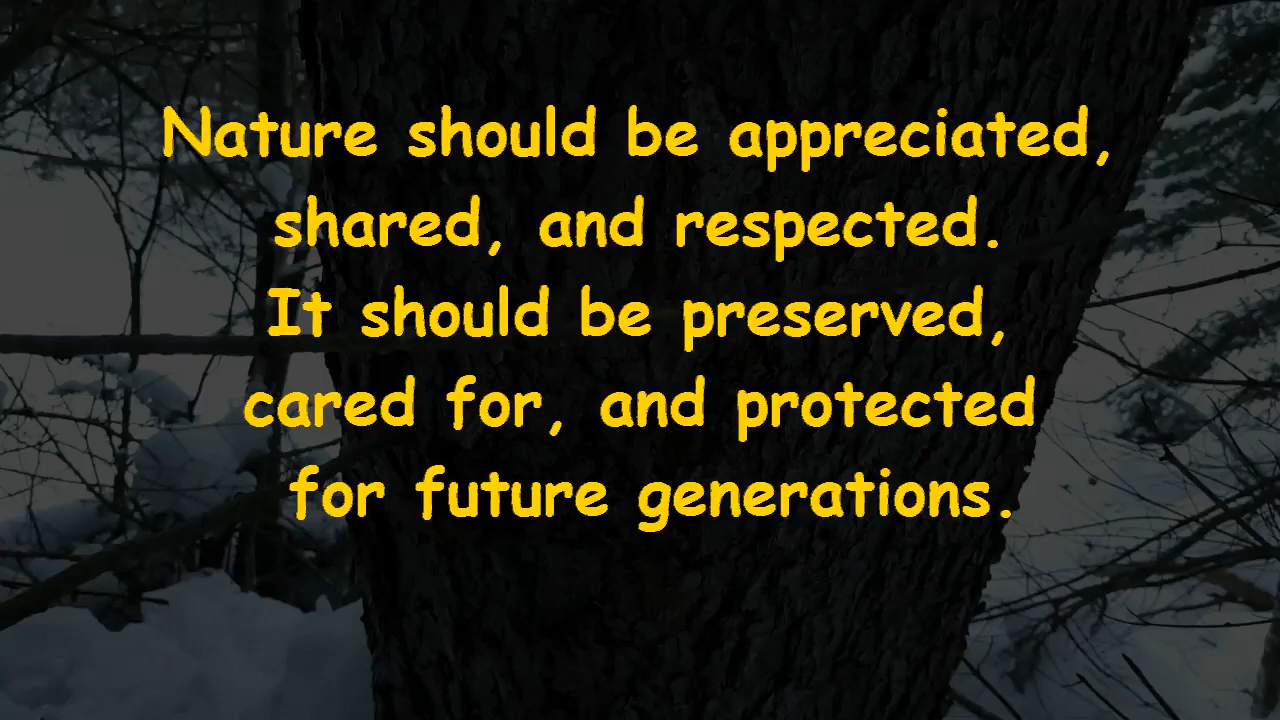 Nature should be appreciated,
shared, and respected.
It should be preserved,
cared for, and protected
for future generations.